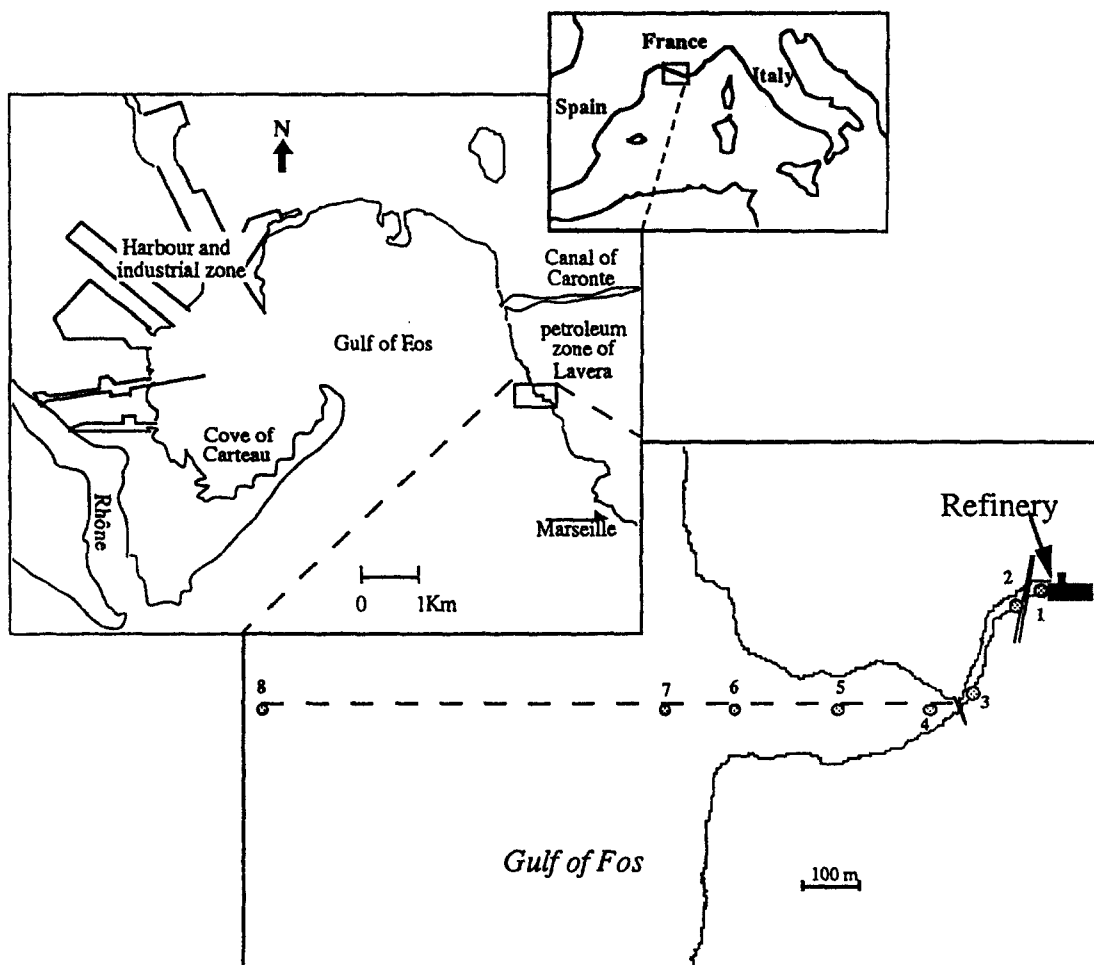 France
Italy
Spain
N
Harbour and
industrial zone
Canal of
Caronte
Gulf of Fos
petroleum
zone of
Lavera
Cove of
Carteau
Rhône
Marseille
0 1Km
Refinery
2
1
3
8
7
6
5
4
Gulf of Fos
100 m